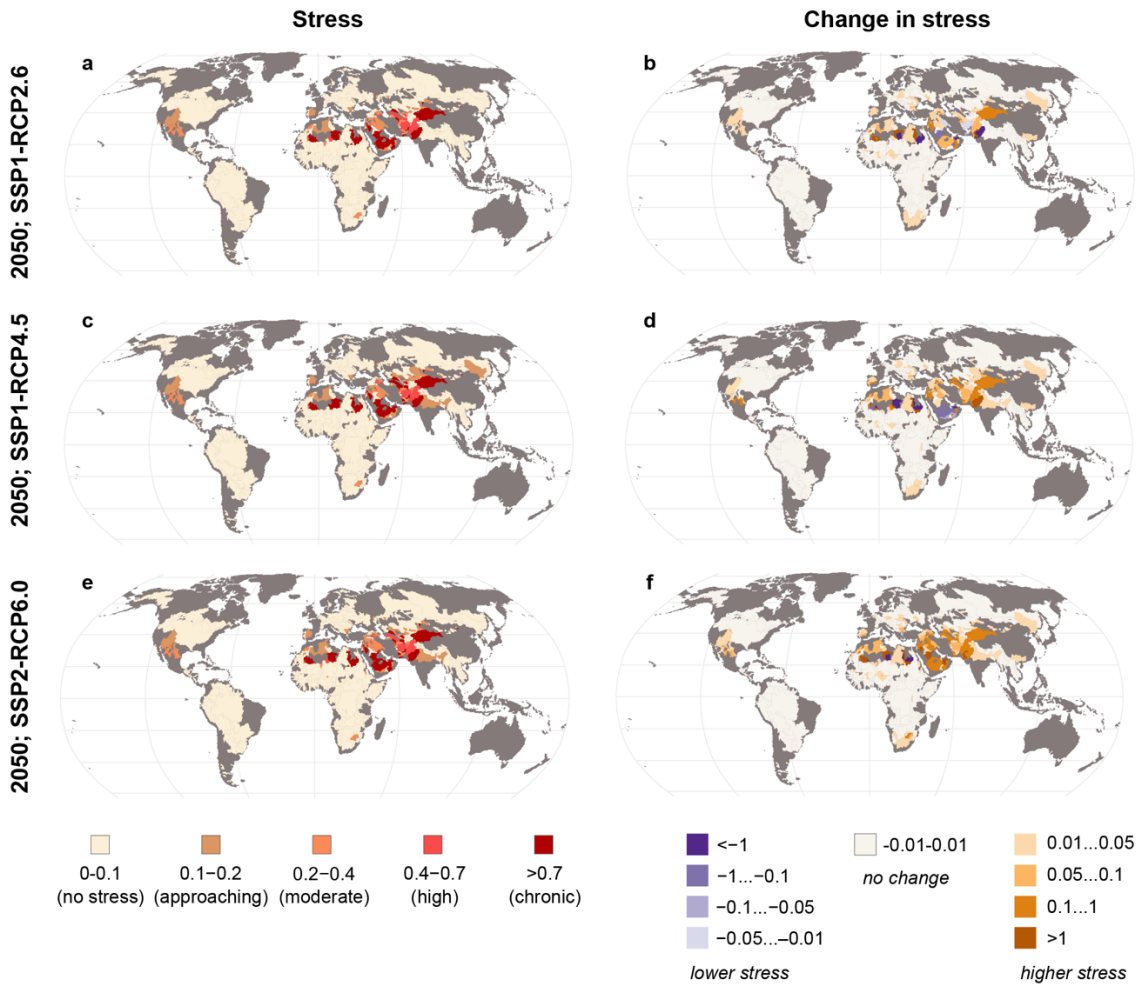 Stress
Change in stress
2050; SSP1-RCP2.6
a
b
2050; SSP1-RCP4.5
c
d
2050; SSP2-RCP6.0
e
f
0-0.1
(no stress)
0.1−0.2
(approaching)
0.2−0.4
(moderate)
0.4−0.7
(high)
>0.7
(chronic)
<−1
−1...−0.1
−0.1...−0.05
−0.05...−0.01
lower stress
-0.01-0.01
no change
0.01...0.05
0.05...0.1
0.1...1
>1
higher stress